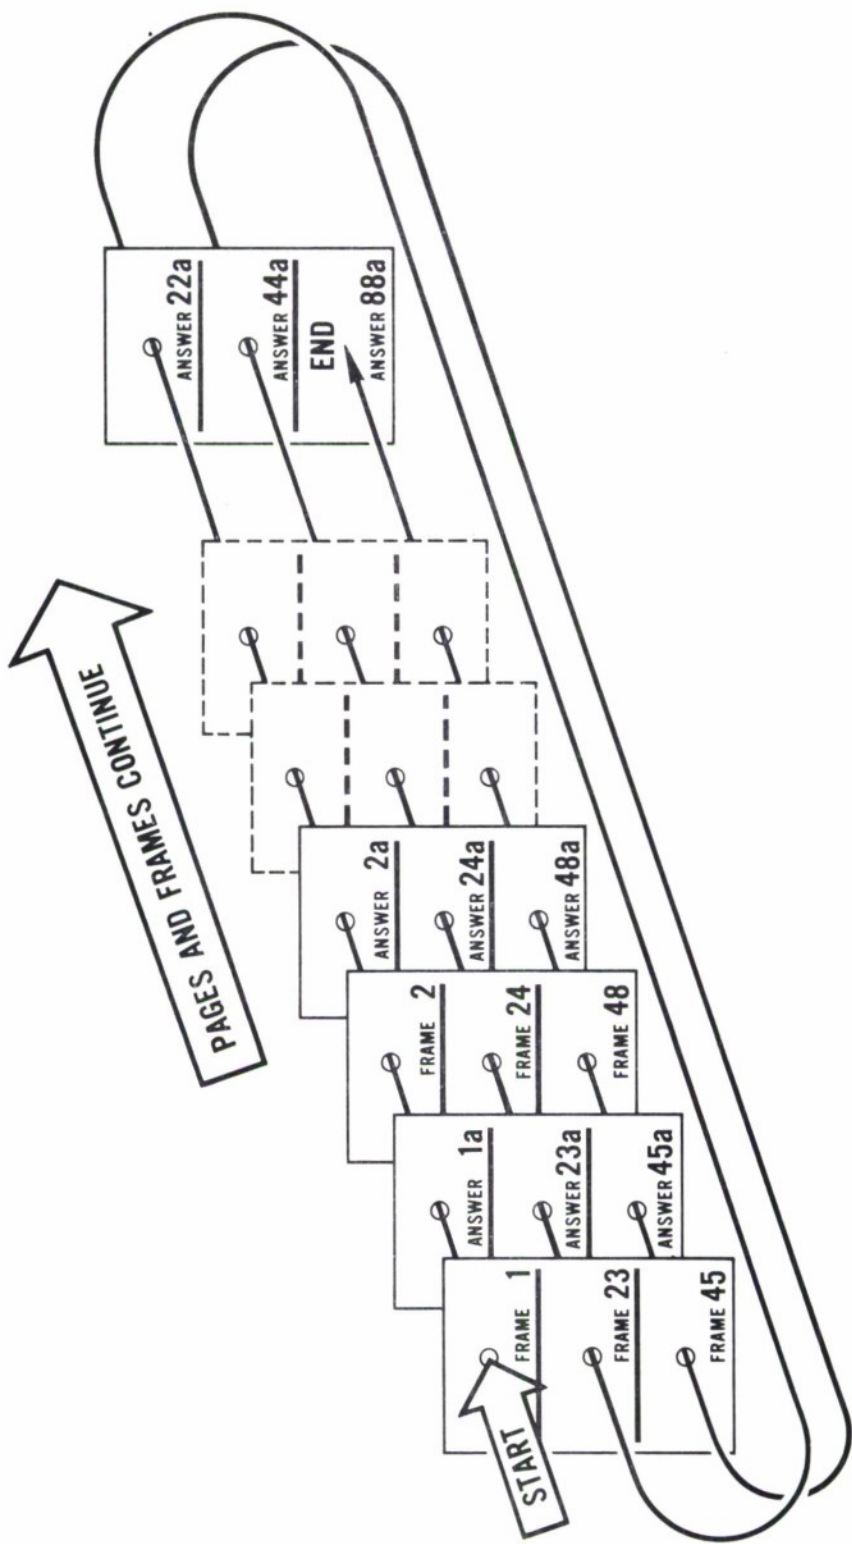 START
FRAME 1
FRAME 23
FRAME 45
ANSWER 1a
ANSWER 23a
ANSWER 45a
FRAME 2
FRAME 24
FRAME 48
ANSWER 2a
ANSWER 24a
ANSWER 48a
PAGES AND FRAMES CONTINUE
ANSWER 22a
ANSWER 44a
END
ANSWER 88a